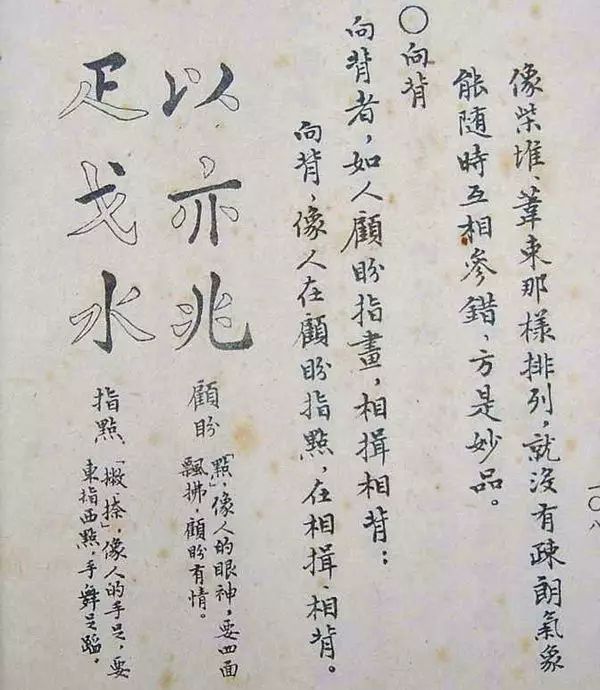 像柴堆、葦束那樣排列，就沒有疎朗氣象
能隨時互相參錯，方是妙品。
〇向背
向背者，如人顧盼指畫，相揖相背：
向背，像人在顧盼指點，在相揖、相背。
以亦兆
顧盼
「點」，像人的眼神，要四面
飄拂，顧盼有情。
疋戈水
指點
「撇、捺」，像人的手足，要
東指西點，手舞足蹈，
一〇八